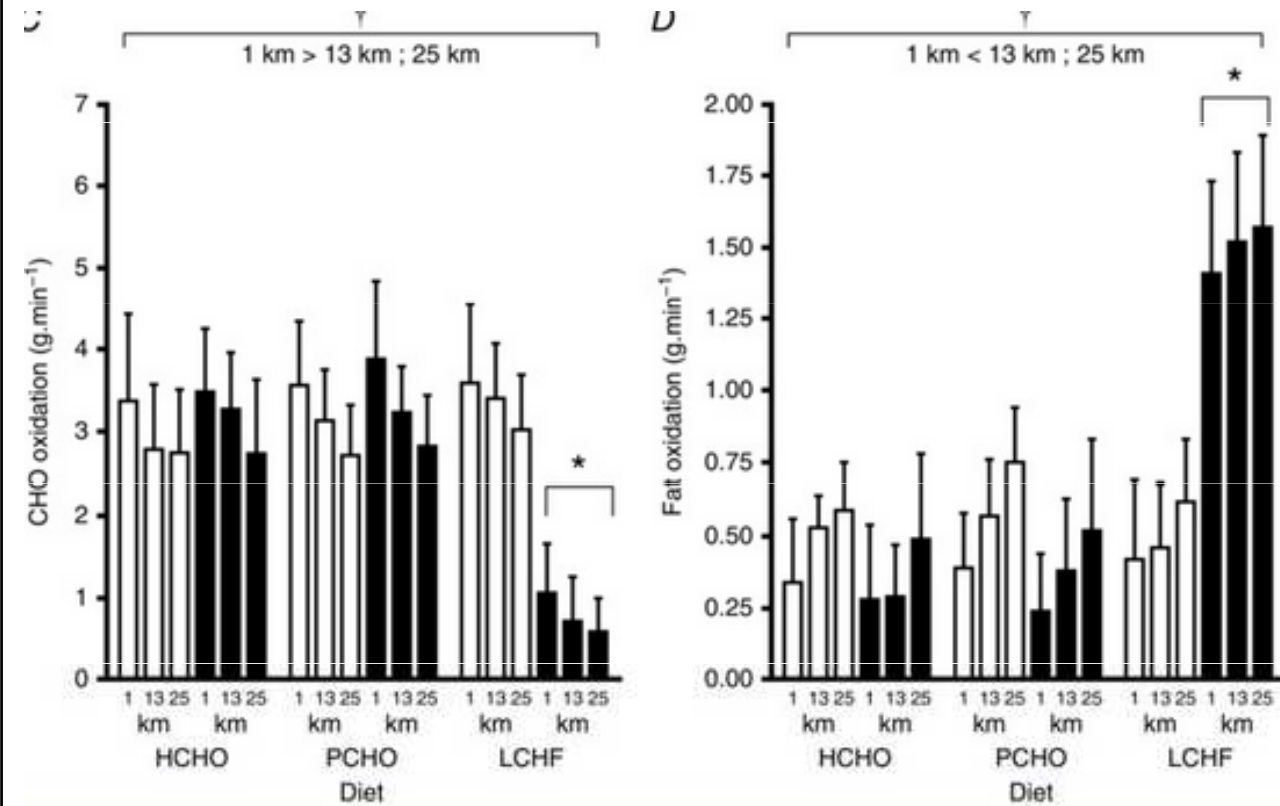 C
1 km > 13 km ; 25 km
7
6
5
4
3
2
1
0
CHO oxidation (g.min⁻¹)
*
1 13 25 1 13 25 1 13 25 1 13 25 1 13 25 1 13 25
km km km km km km
HCHO PCHO LCHF
Diet
D
1 km < 13 km ; 25 km
*
2.00
1.75
1.50
1.25
1.00
0.75
0.50
0.25
0.00
Fat oxidation (g.min⁻¹)
1 13 25 1 13 25 1 13 25 1 13 25 1 13 25 1 13 25
km km km km km km
HCHO PCHO LCHF
Diet